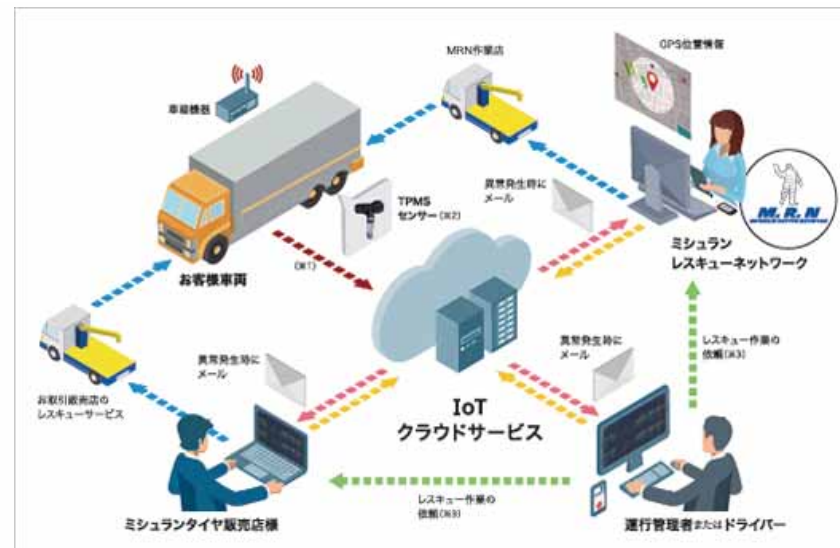 MRN作業店
GPS位置情報
車載機器
異常発生時に
メール
TPMS
センサー(※2)
M.R.N
ミシュラン
レスキューネットワーク
(※1)
お客様車両
レスキュー作業の
依頼(※3)
異常発生時に
メール
異常発生時に
メール
お取引販売店の
レスキューサービス
IoT
クラウドサービス
レスキュー作業の
依頼(※3)
ミシュランタイヤ販売店様
運行管理者またはドライバー